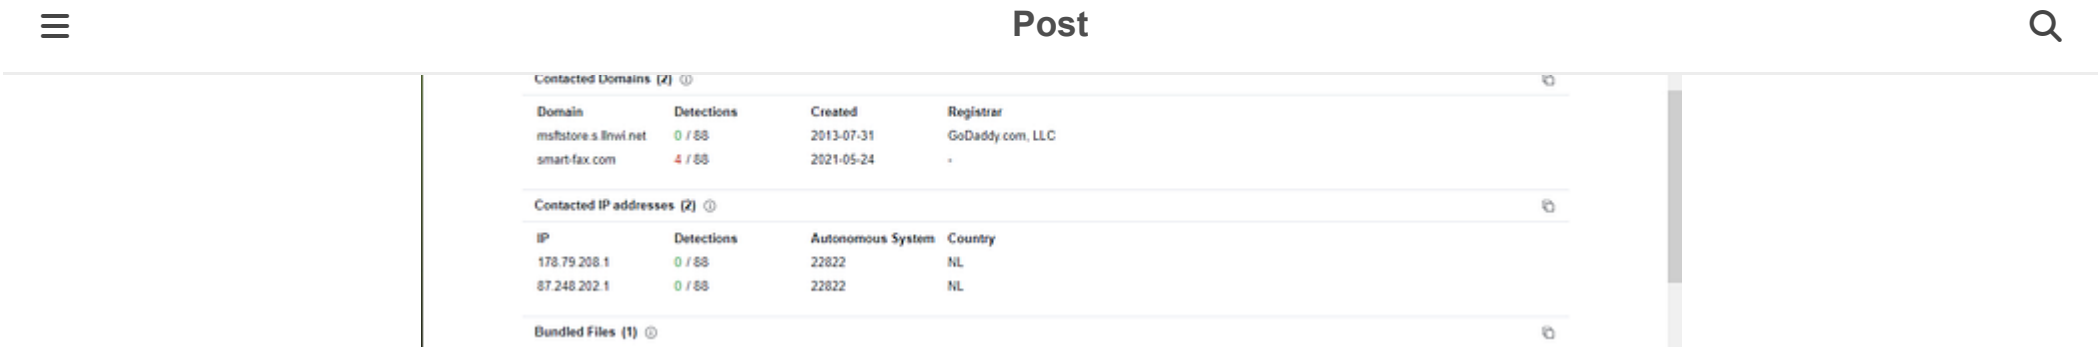 Post
Contacted Domains (2)
Domain Detections Created Registrar
msftstore.s.llnwi.net 0 / 88 2013-07-31 GoDaddy.com, LLC
smart-fax.com 4 / 88 2021-05-24 -
Contacted IP addresses (2)
IP Detections Autonomous System Country
178.79.208.1 0 / 88 22822 NL
87.248.202.1 0 / 88 22822 NL
Bundled Files (1)